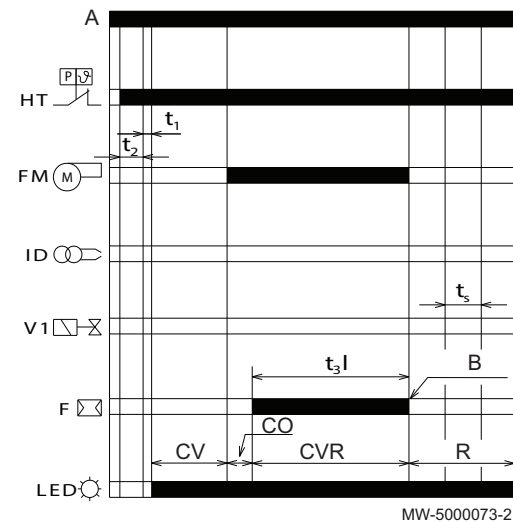 A
P ϑ
HT
t1
t2
FM M
ID
V1
ts
t3l
B
F
CO
CV CVR R
LED
MW-5000073-2